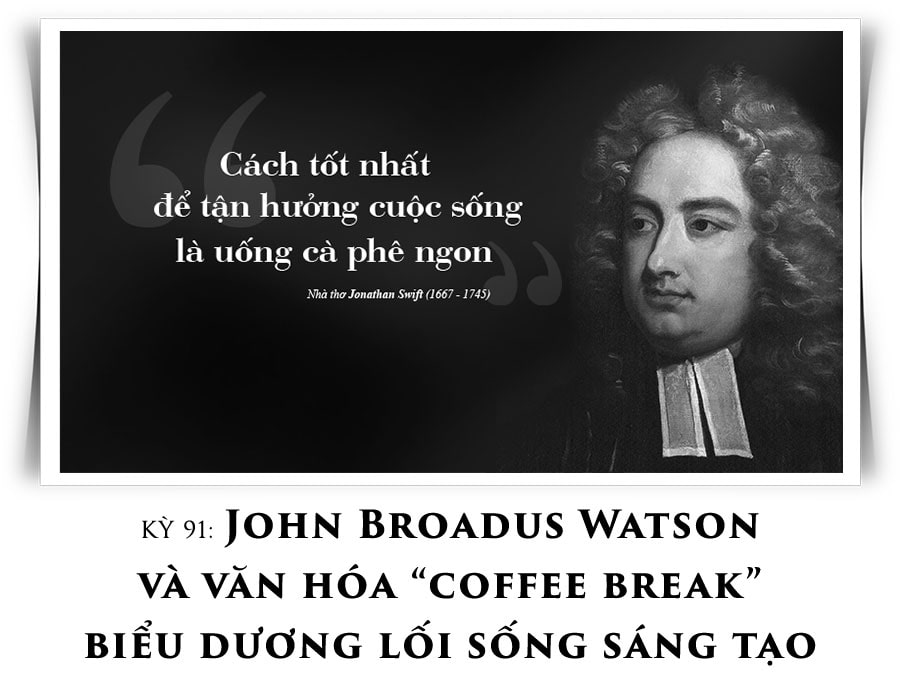 Cách tốt nhất
để tận hưởng cuộc sống
là uống cà phê ngon
Nhà thơ Jonathan Swift (1667 - 1745)
KỲ 91: JOHN BROADUS WATSON
VÀ VĂN HÓA “COFFEE BREAK”
BIỂU DƯƠNG LỐI SỐNG SÁNG TẠO